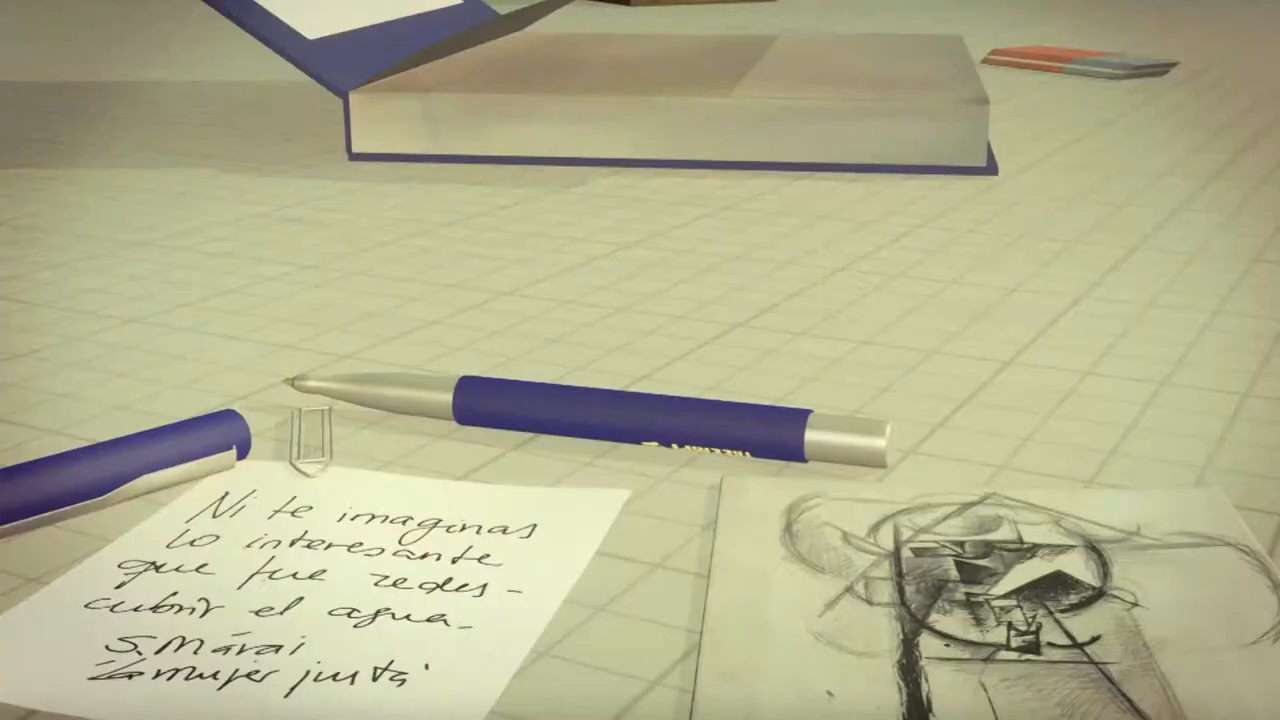 Ni te imaginas
lo interesante
que fue redes-
cubrir el agua.
S. Márai
"La mujer justa"